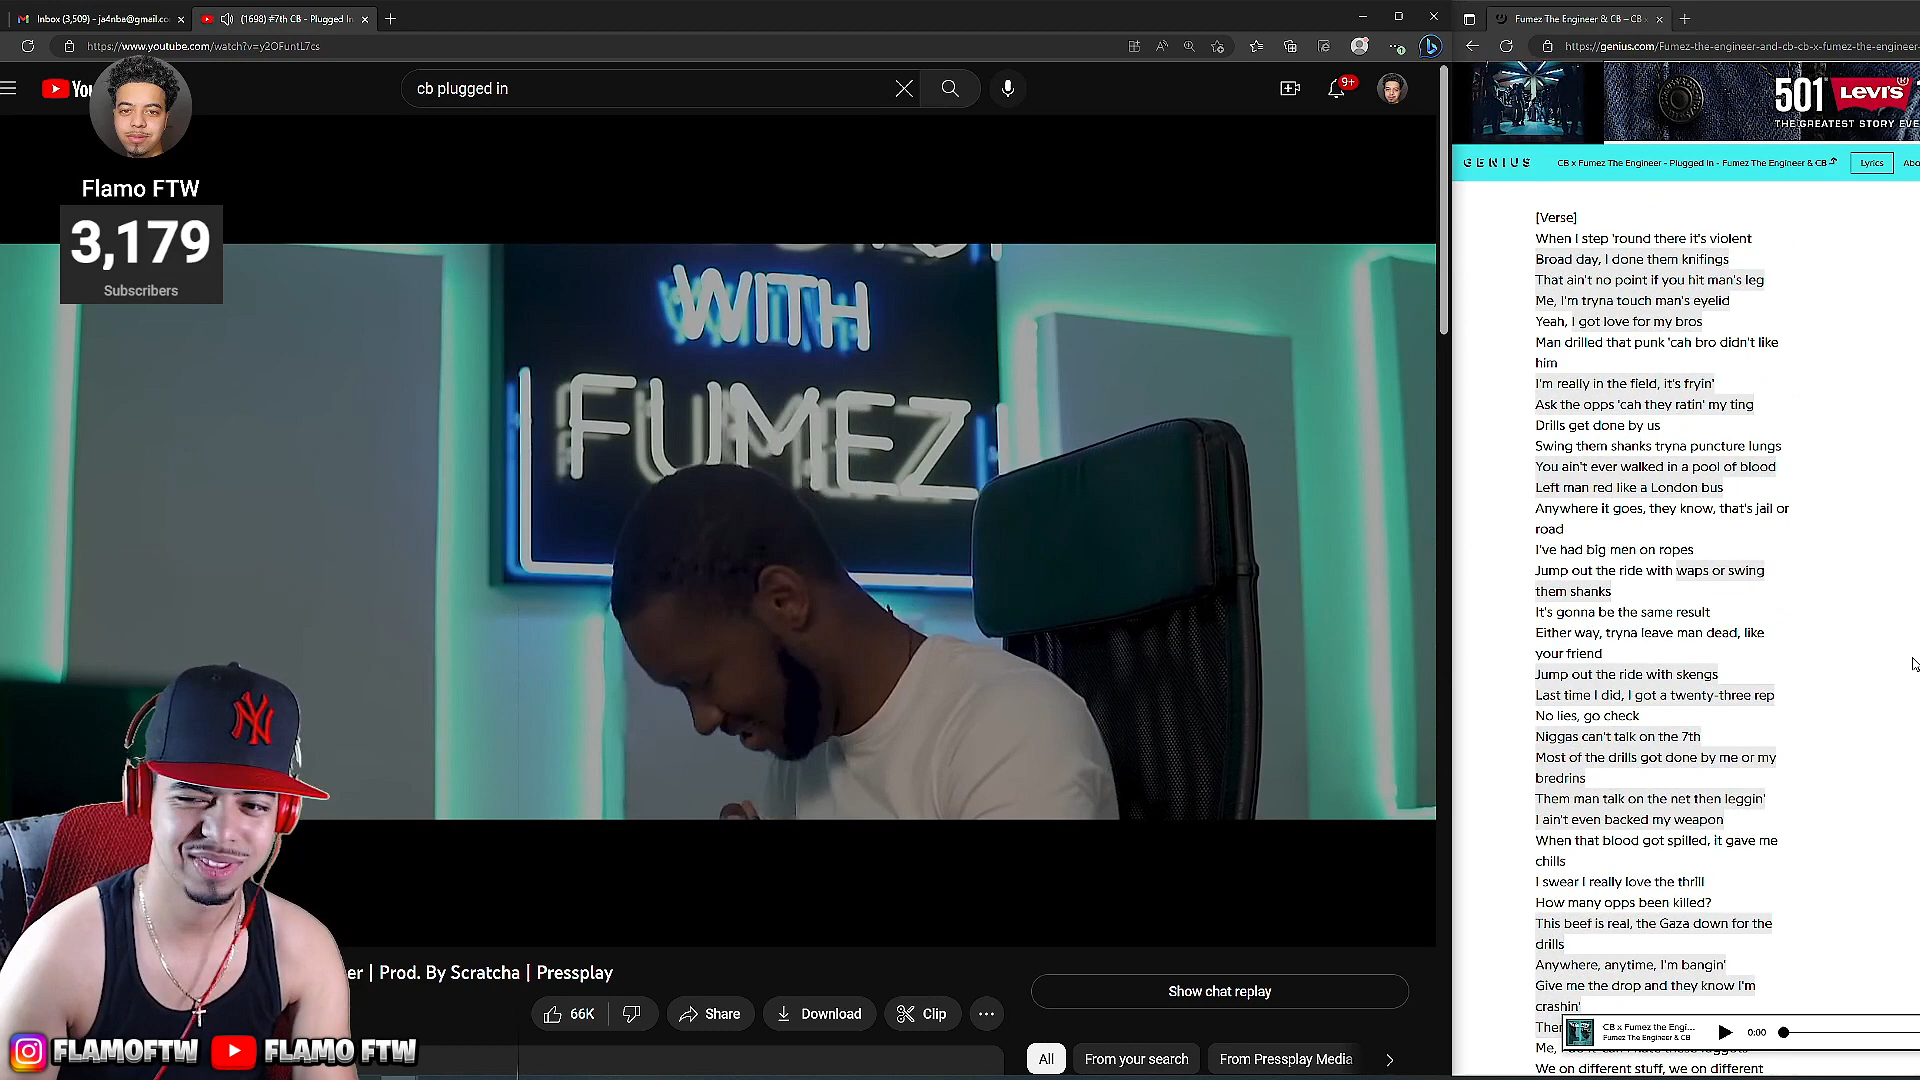 Inbox (3,509) - ja4nba@gmail.co
(1698) #7th CB - Plugged In
Fumez The Engineer & CB – CB
https://www.youtube.com/watch?v=y2OFuntL7cs
https://genius.com/Fumez-the-engineer-and-cb-cb-x-fumez-the-engineer-
cb plugged in
9+
501 Levi's
THE GREATEST STORY EVE
GENIUS
CB x Fumez The Engineer - Plugged In - Fumez The Engineer & CB
Lyrics
Flamo FTW
3,179
Subscribers
WITH
FUMEZ
NY
[Verse]
When I step 'round there it's violent
Broad day, I done them knifings
That ain't no point if you hit man's leg
Me, I'm tryna touch man's eyelid
Yeah, I got love for my bros
Man drilled that punk 'cah bro didn't like
him
I'm really in the field, it's fryin'
Ask the opps 'cah they ratin' my ting
Drills get done by us
Swing them shanks tryna puncture lungs
You ain't ever walked in a pool of blood
Left man red like a London bus
Anywhere it goes, they know, that's jail or
road
I've had big men on ropes
Jump out the ride with waps or swing
them shanks
It's gonna be the same result
Either way, tryna leave man dead, like
your friend
Jump out the ride with skengs
Last time I did, I got a twenty-three rep
No lies, go check
Niggas can't talk on the 7th
Most of the drills got done by me or my
bredrins
Them man talk on the net then leggin'
I ain't even backed my weapon
When that blood got spilled, it gave me
chills
I swear I really love the thrill
How many opps been killed?
This beef is real, the Gaza down for the
drills
Anywhere, anytime, I'm bangin'
Give me the drop and they know I'm
crashin'
We on different stuff, we on different
CB x Fumez the Engi...
Fumez The Engineer & CB
0:00
er | Prod. By Scratcha | Pressplay
66K
Share
Download
Clip
Show chat replay
All
From your search
From Pressplay Media
FLAMOFTW
FLAMO FTW